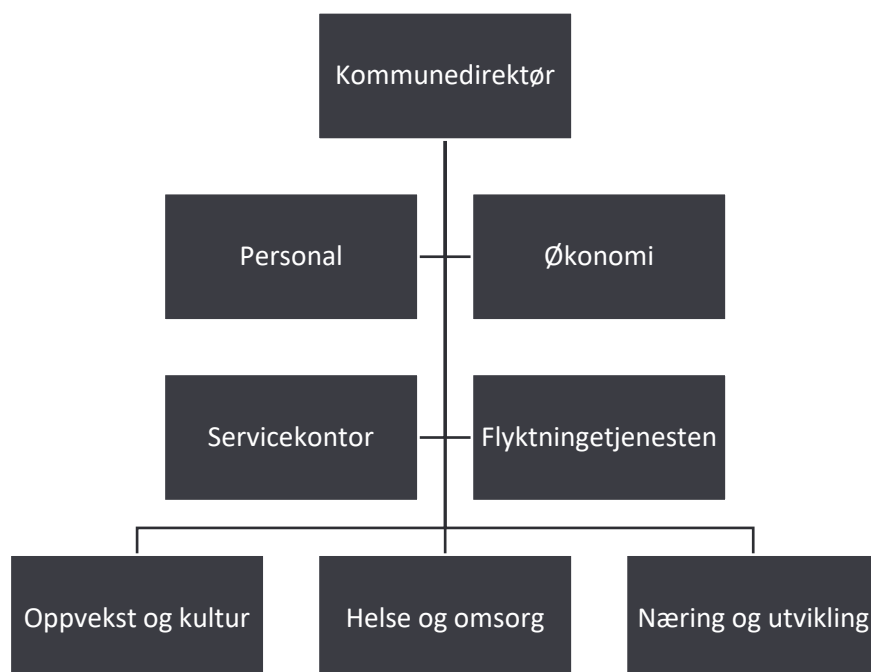 Kommunedirektør
Personal
Økonomi
Servicekontor
Flyktningetjenesten
Oppvekst og kultur
Helse og omsorg
Næring og utvikling